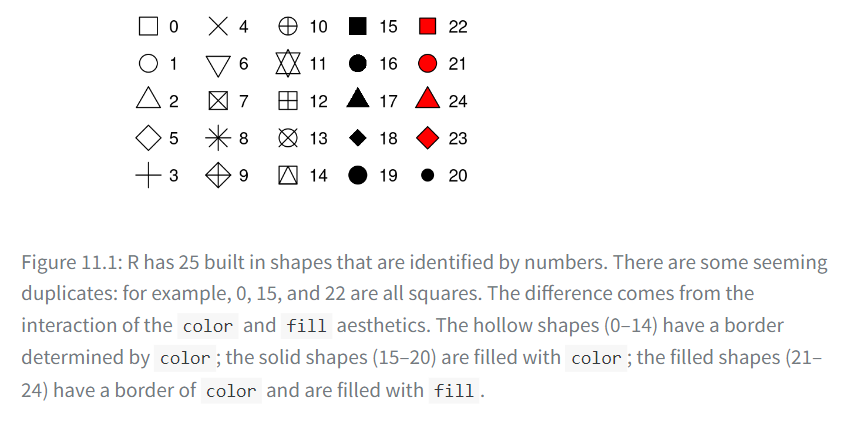 0 4 10 15 22
1 6 11 16 21
2 7 12 17 24
5 8 13 18 23
3 9 14 19 20
Figure 11.1: R has 25 built in shapes that are identified by numbers. There are some seeming
duplicates: for example, 0, 15, and 22 are all squares. The difference comes from the
interaction of the color and fill aesthetics. The hollow shapes (0–14) have a border
determined by color; the solid shapes (15–20) are filled with color; the filled shapes (21–
24) have a border of color and are filled with fill.